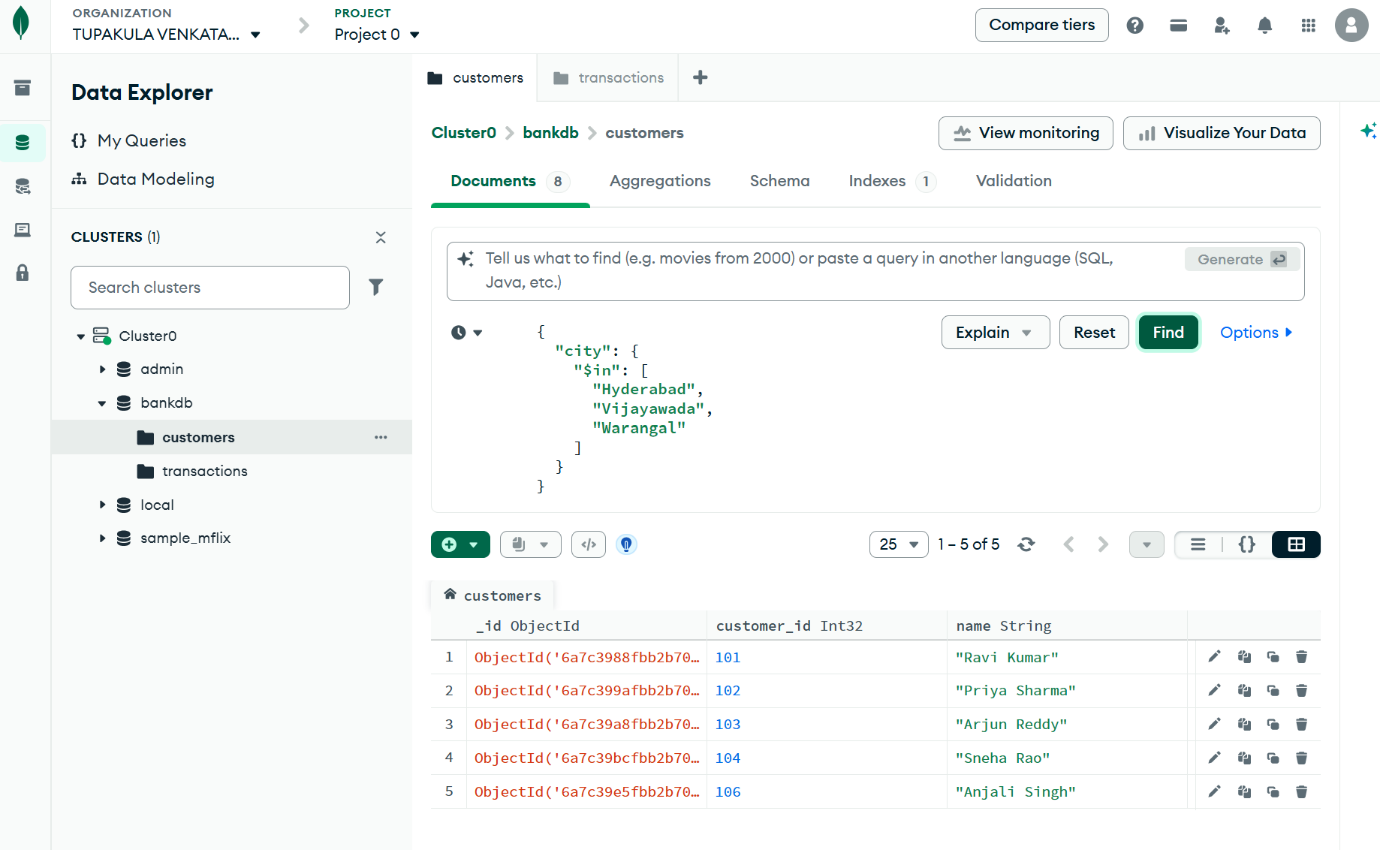 ORGANIZATION
TUPAKULA VENKATA...
PROJECT
Project 0
Compare tiers
Data Explorer
My Queries
Data Modeling
CLUSTERS (1)
Search clusters
Cluster0
admin
bankdb
customers
transactions
local
sample_mflix
customers
transactions
Cluster0 > bankdb > customers
View monitoring
Visualize Your Data
Documents 8
Aggregations
Schema
Indexes 1
Validation
Tell us what to find (e.g. movies from 2000) or paste a query in another language (SQL,
Java, etc.)
Generate
Explain
Reset
Find
Options
{
"city": {
"$in": [
"Hyderabad",
"Vijayawada",
"Warangal"
]
}
}
25
1 – 5 of 5
customers
_id ObjectId customer_id Int32 name String
1 ObjectId('6a7c3988fbb2b70… 101 "Ravi Kumar"
2 ObjectId('6a7c399afbb2b70… 102 "Priya Sharma"
3 ObjectId('6a7c39a8fbb2b70… 103 "Arjun Reddy"
4 ObjectId('6a7c39bcfbb2b70… 104 "Sneha Rao"
5 ObjectId('6a7c39e5fbb2b70… 106 "Anjali Singh"